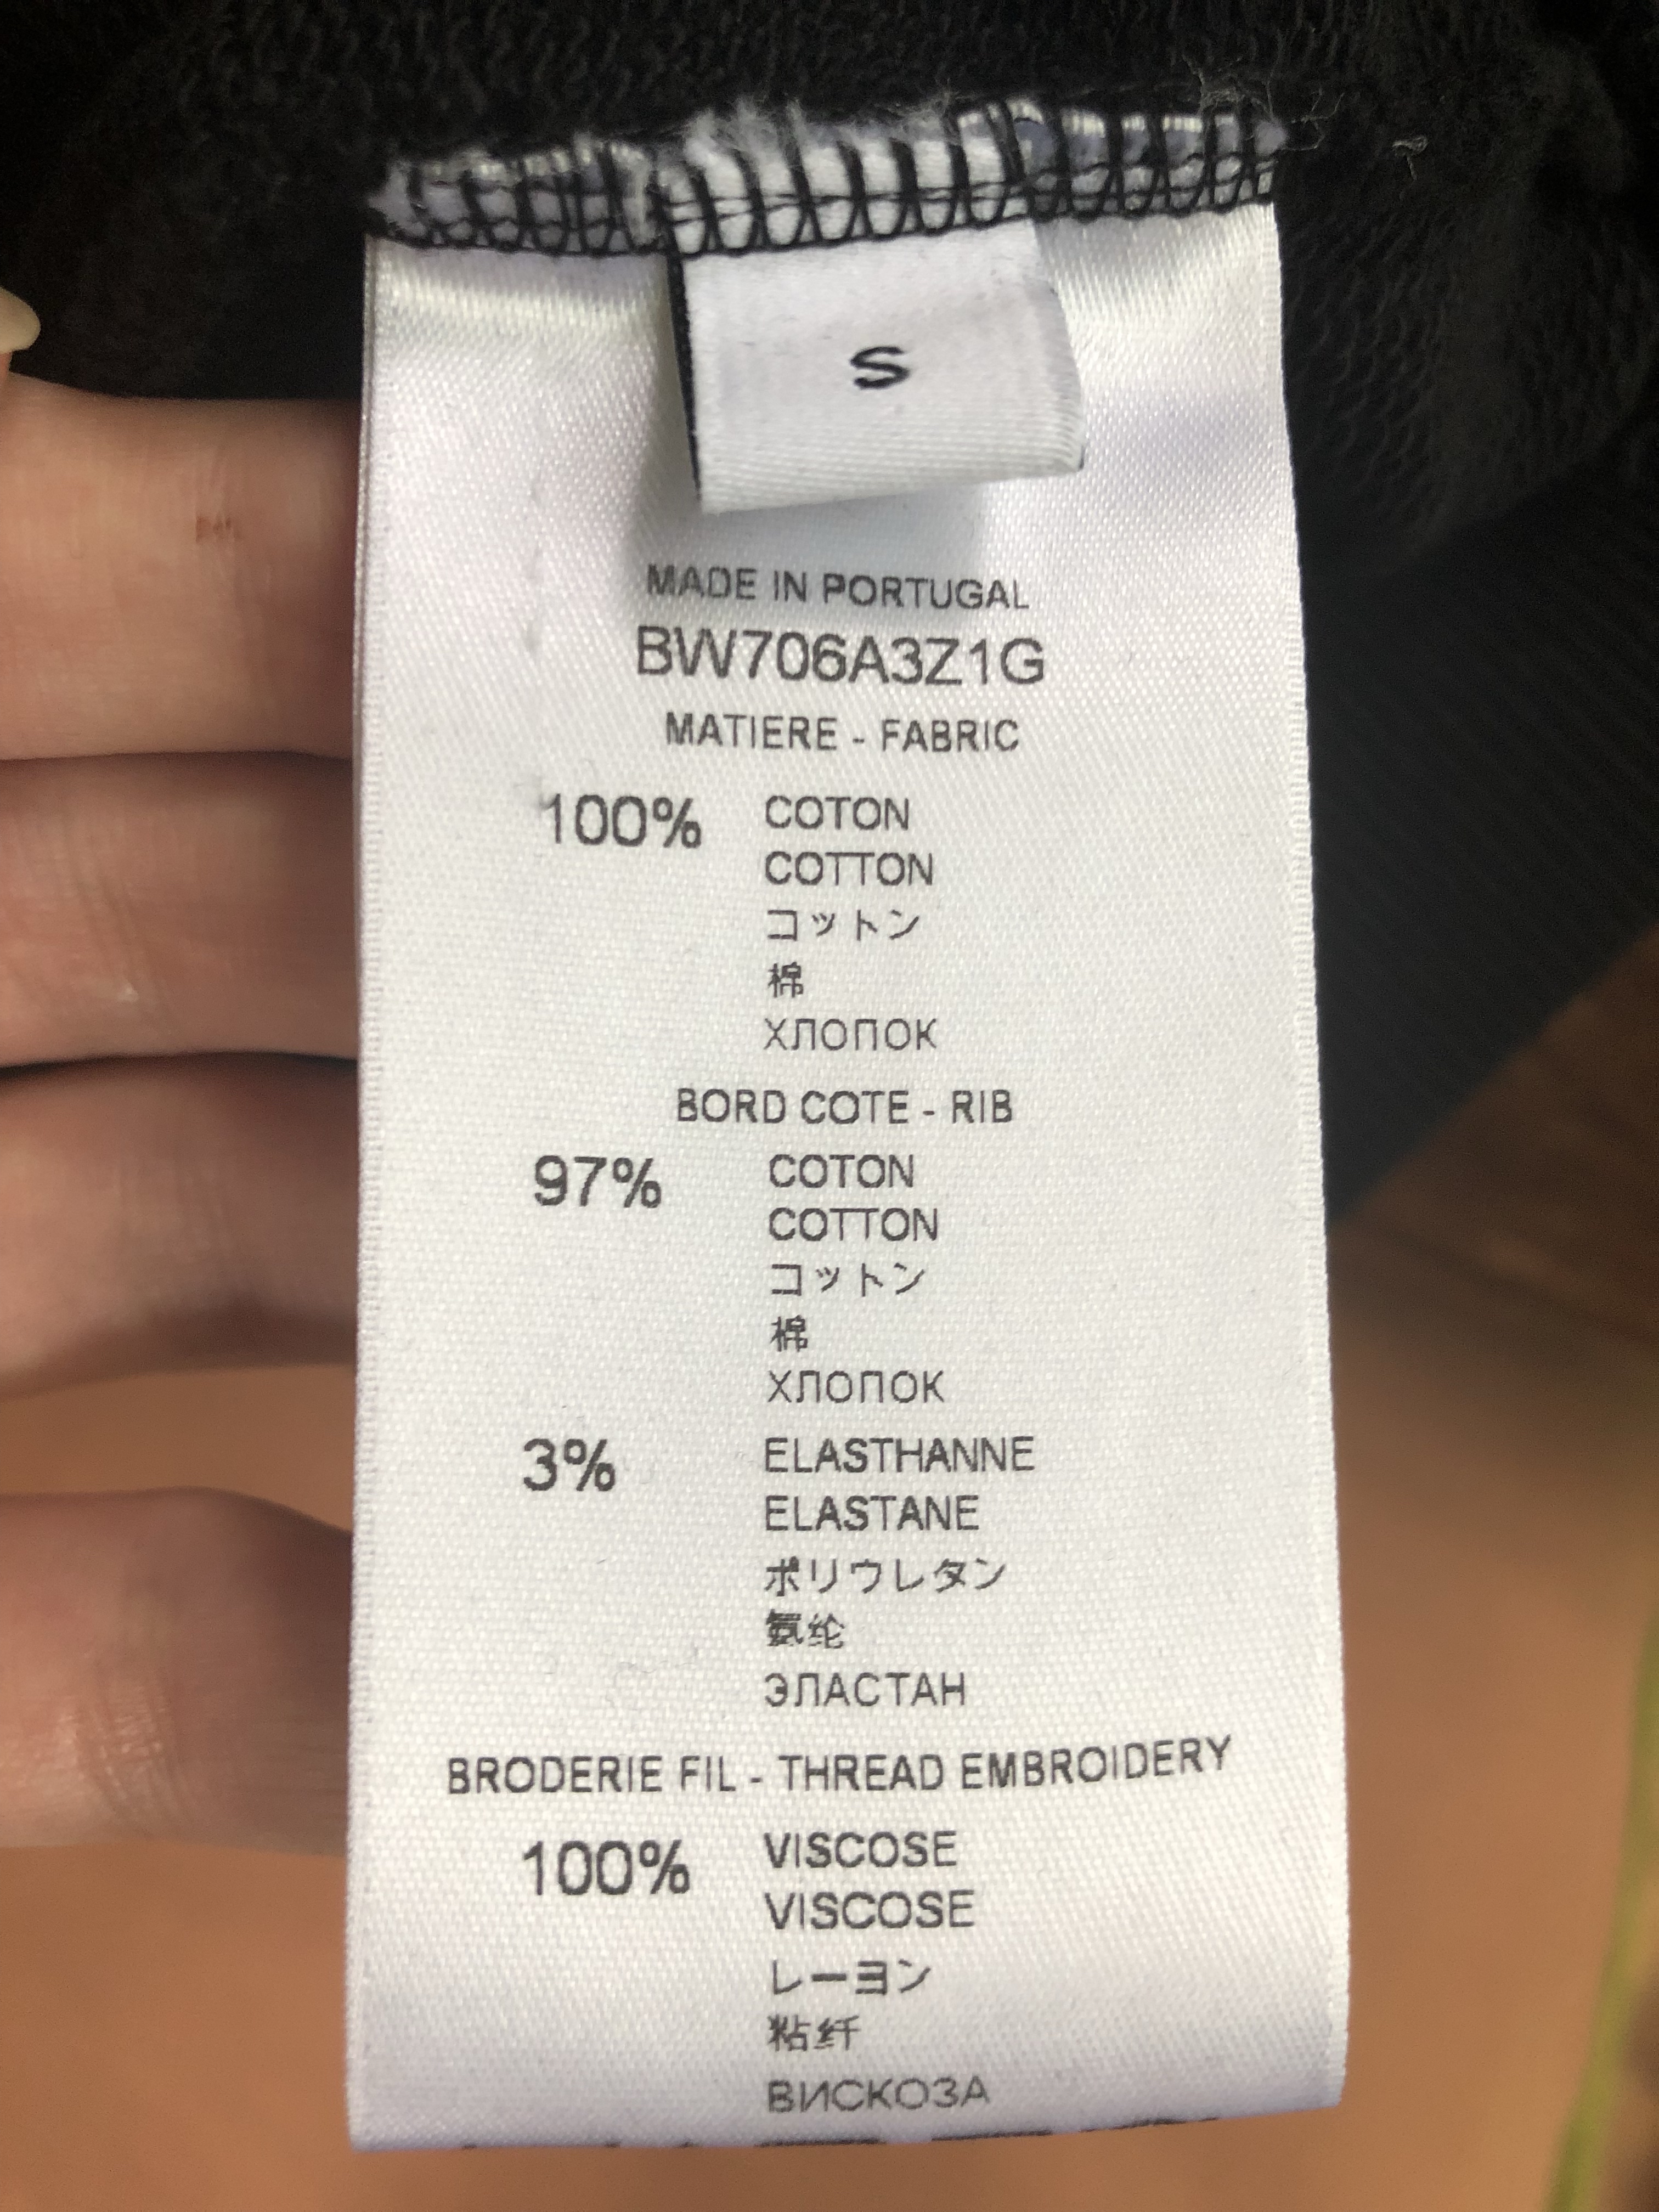 S
MADE IN PORTUGAL
BW706A3Z1G
MATIERE - FABRIC
100% COTON
COTTON
コットン
棉
ХЛОПОК
BORD COTE - RIB
97% COTON
COTTON
コットン
棉
ХЛОПОК
3% ELASTHANNE
ELASTANE
ポリウレタン
氨纶
ЭЛАСТАН
BRODERIE FIL - THREAD EMBROIDERY
100% VISCOSE
VISCOSE
レーヨン
粘纤
ВИСКОЗА